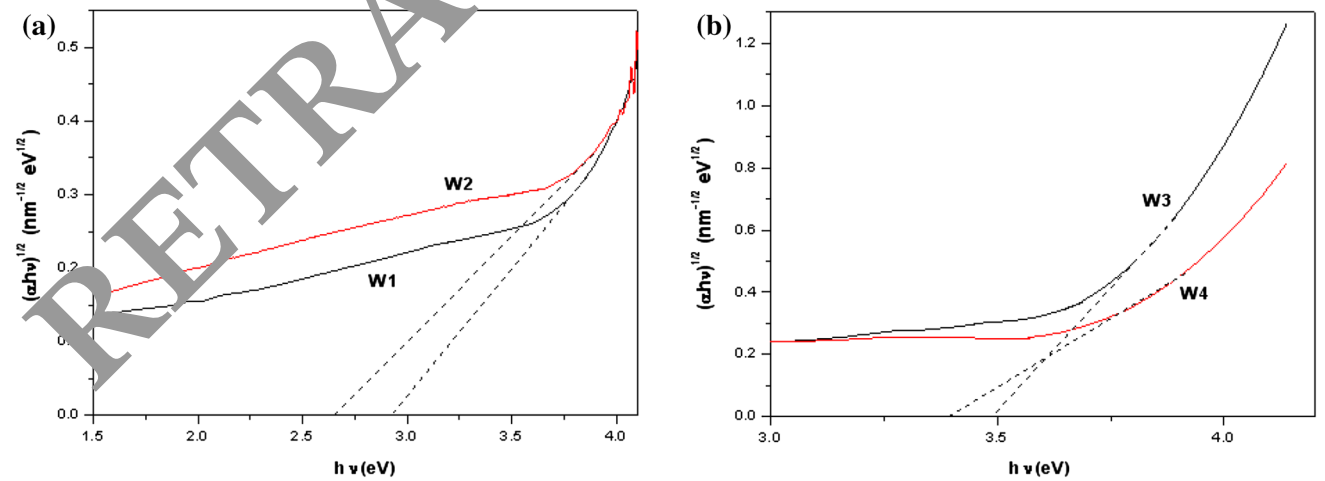 (a)
0.5
0.4
0.3
0.2
0.1
0.0
1.5 2.0 2.5 3.0 3.5 4.0
(αhν)^1/2 (nm^-1/2 eV^1/2)
h ν (eV)
W2
W1
RETRA
(b)
1.2
1.0
0.8
0.6
0.4
0.2
0.0
3.0 3.5 4.0
(αhν)^1/2 (nm^-1/2 eV^1/2)
h ν (eV)
W3
W4